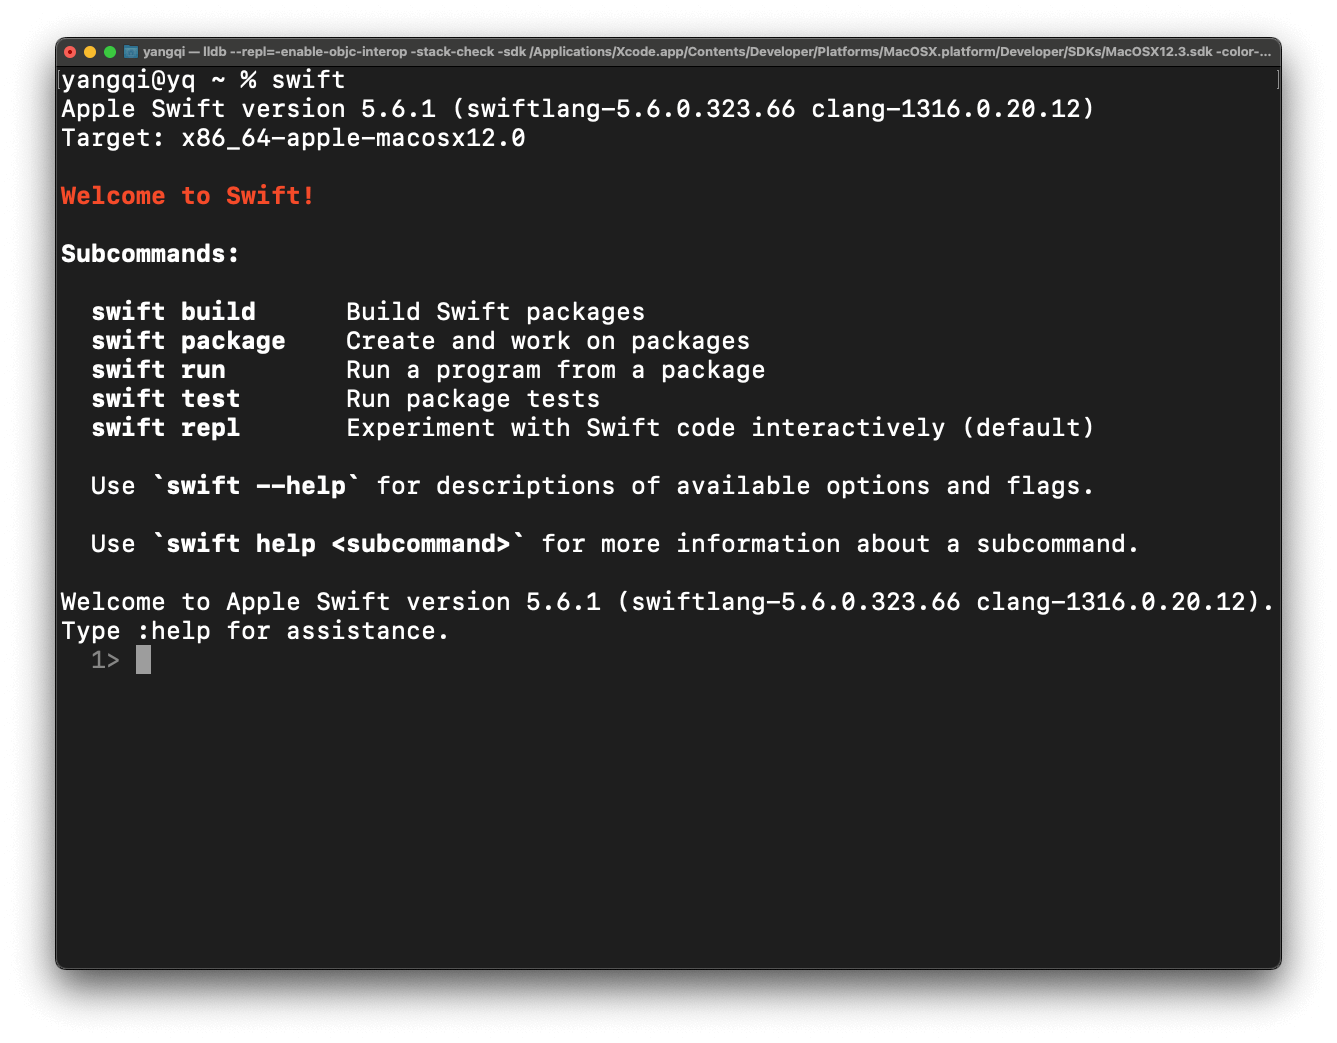 yangqi — lldb --repl=-enable-objc-interop -stack-check -sdk /Applications/Xcode.app/Contents/Developer/Platforms/MacOSX.platform/Developer/SDKs/MacOSX12.3.sdk -color-...
yangqi@yq ~ % swift
Apple Swift version 5.6.1 (swiftlang-5.6.0.323.66 clang-1316.0.20.12)
Target: x86_64-apple-macosx12.0
Welcome to Swift!
Subcommands:
swift build      Build Swift packages
swift package    Create and work on packages
swift run        Run a program from a package
swift test       Run package tests
swift repl       Experiment with Swift code interactively (default)
Use `swift --help` for descriptions of available options and flags.
Use `swift help <subcommand>` for more information about a subcommand.
Welcome to Apple Swift version 5.6.1 (swiftlang-5.6.0.323.66 clang-1316.0.20.12).
Type :help for assistance.
1>